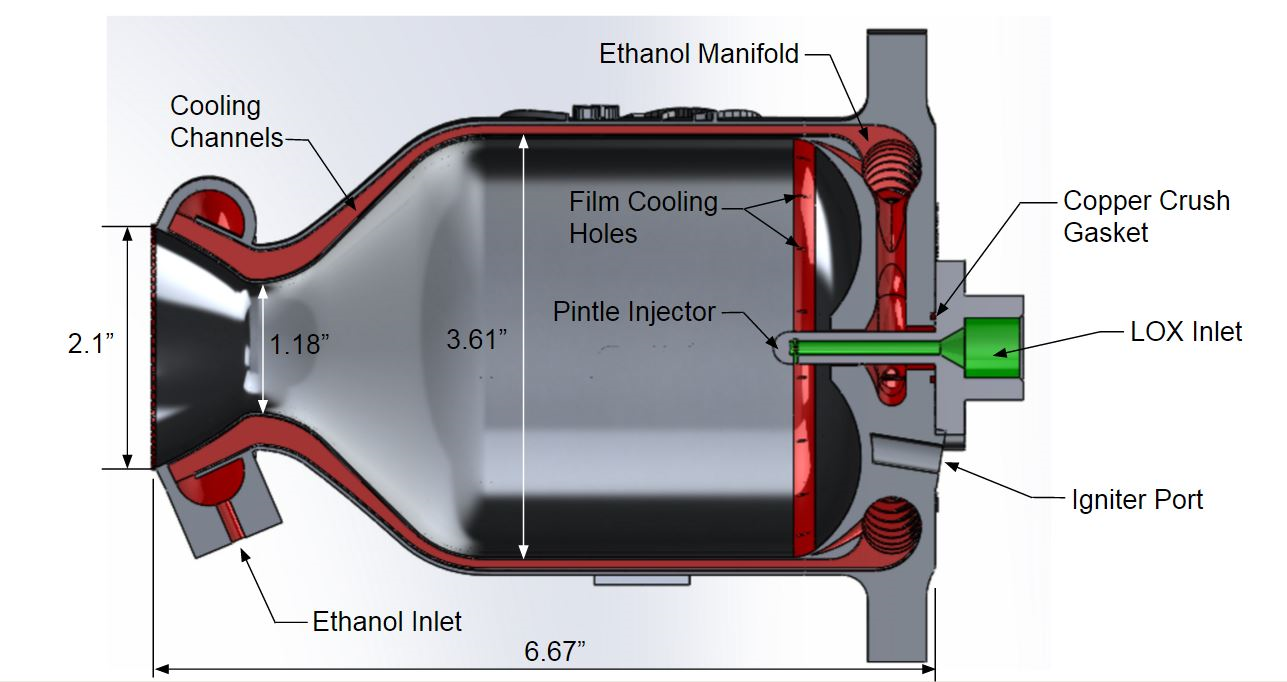 Ethanol Manifold
Cooling
Channels
Film Cooling
Holes
Copper Crush
Gasket
Pintle Injector
LOX Inlet
2.1”
1.18”
3.61”
Igniter Port
Ethanol Inlet
6.67”